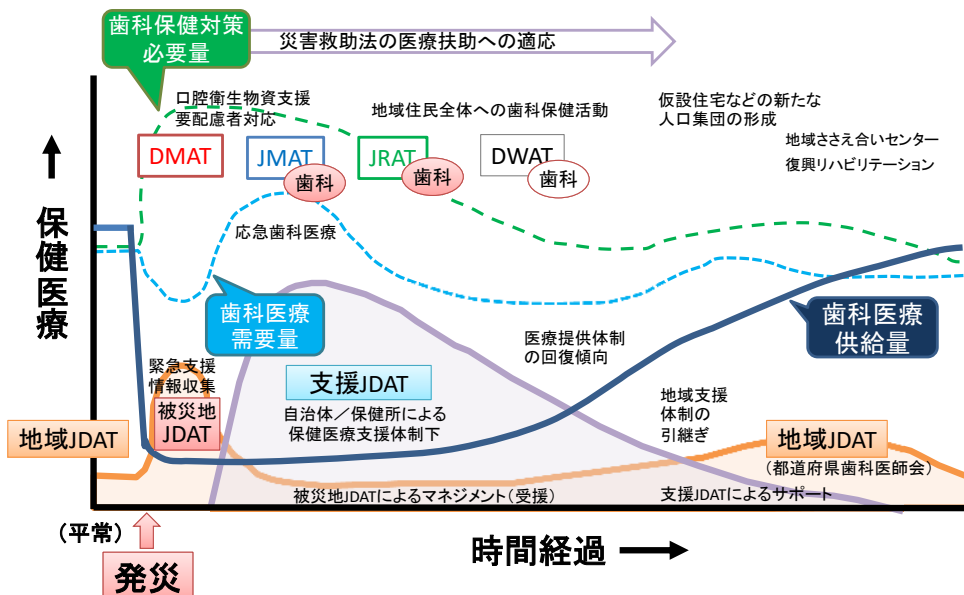 歯科保健対策
必要量
災害救助法の医療扶助への適応
口腔衛生物資支援
要配慮者対応
地域住民全体への歯科保健活動
仮設住宅などの新たな
人口集団の形成
地域ささえ合いセンター
復興リハビリテーション
DMAT
JMAT
歯科
JRAT
歯科
DWAT
歯科
↑
保健医療
応急歯科医療
歯科医療
需要量
歯科医療
供給量
医療提供体制
の回復傾向
緊急支援
情報収集
被災地
JDAT
支援JDAT
自治体／保健所による
保健医療支援体制下
地域支援
体制の
引継ぎ
地域JDAT
地域JDAT
（都道府県歯科医師会）
被災地JDATによるマネジメント（受援）
支援JDATによるサポート
（平常）
発災
時間経過 →